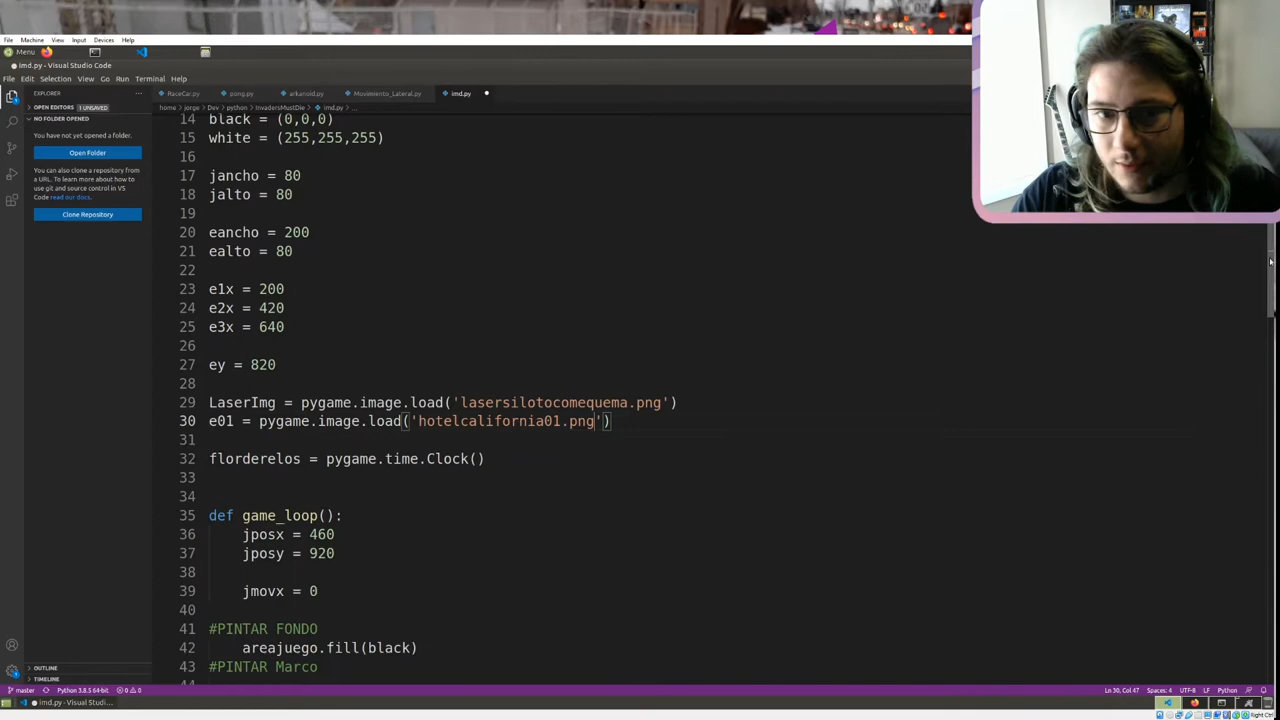 File Machine View Input Devices Help
Menu
imd.py - Visual Studio Code
File Edit Selection View Go Run Terminal Help
EXPLORER ...
RaceCar.py pong.py arkanoid.py Movimiento_Lateral.py imd.py
OPEN EDITORS 1 UNSAVED
home > jorge > Dev > python > InvadersMustDie > imd.py > ...
NO FOLDER OPENED
You have not yet opened a folder.
Open Folder
You can also clone a repository from a URL. To learn more about how to use git and source control in VS Code read our docs.
Clone Repository
14 black = (0,0,0)
15 white = (255,255,255)
16
17 jancho = 80
18 jalto = 80
19
20 eancho = 200
21 ealto = 80
22
23 e1x = 200
24 e2x = 420
25 e3x = 640
26
27 ey = 820
28
29 LaserImg = pygame.image.load('lasersilotocomequema.png')
30 e01 = pygame.image.load('hotelcalifornia01.png')
31
32 florderelos = pygame.time.Clock()
33
34
35 def game_loop():
36 jposx = 460
37 jposy = 920
38
39 jmovx = 0
40
41 #PINTAR FONDO
42 areajuego.fill(black)
43 #PINTAR Marco
OUTLINE
TIMELINE
master Python 3.8.5 64-bit 0 0 Ln 30, Col 47 Spaces: 4 UTF-8 LF Python
imd.py - Visual Studi...
Right Ctrl